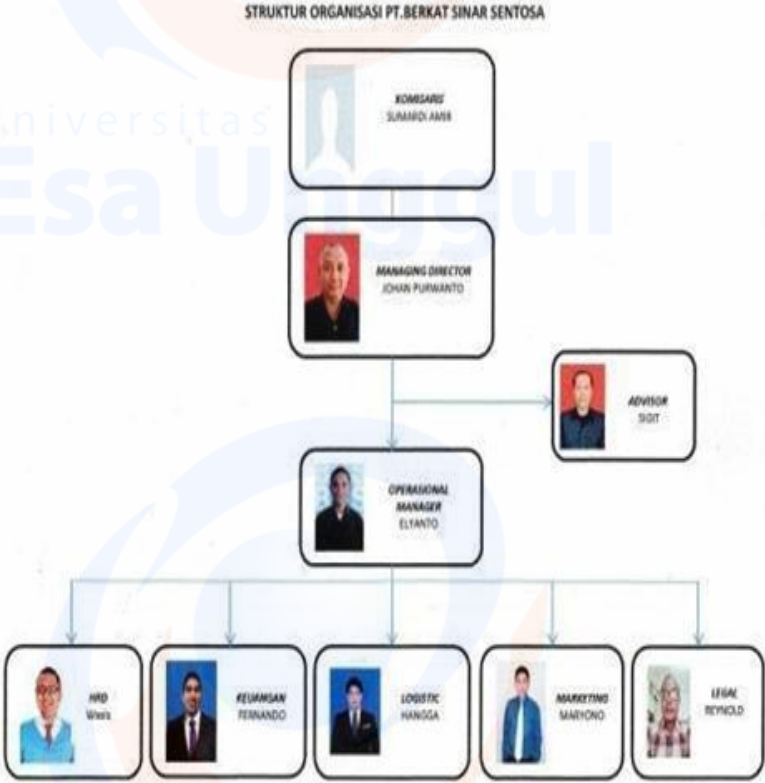 STRUKTUR ORGANISASI PT.BERKAT SINAR SENTOSA
KOMISARIS
SUMARDI AMIR
Universitas
Esa Unggul
MANAGING DIRECTOR
JOHAN PURWANTO
ADVISOR
SIGIT
OPERASIONAL
MANAGER
ELYANTO
HRD
KEUANGAN
FERNANDO
LOGISTIC
HANGGA
MARKETING
MARYONO
LEGAL
REYNOLD